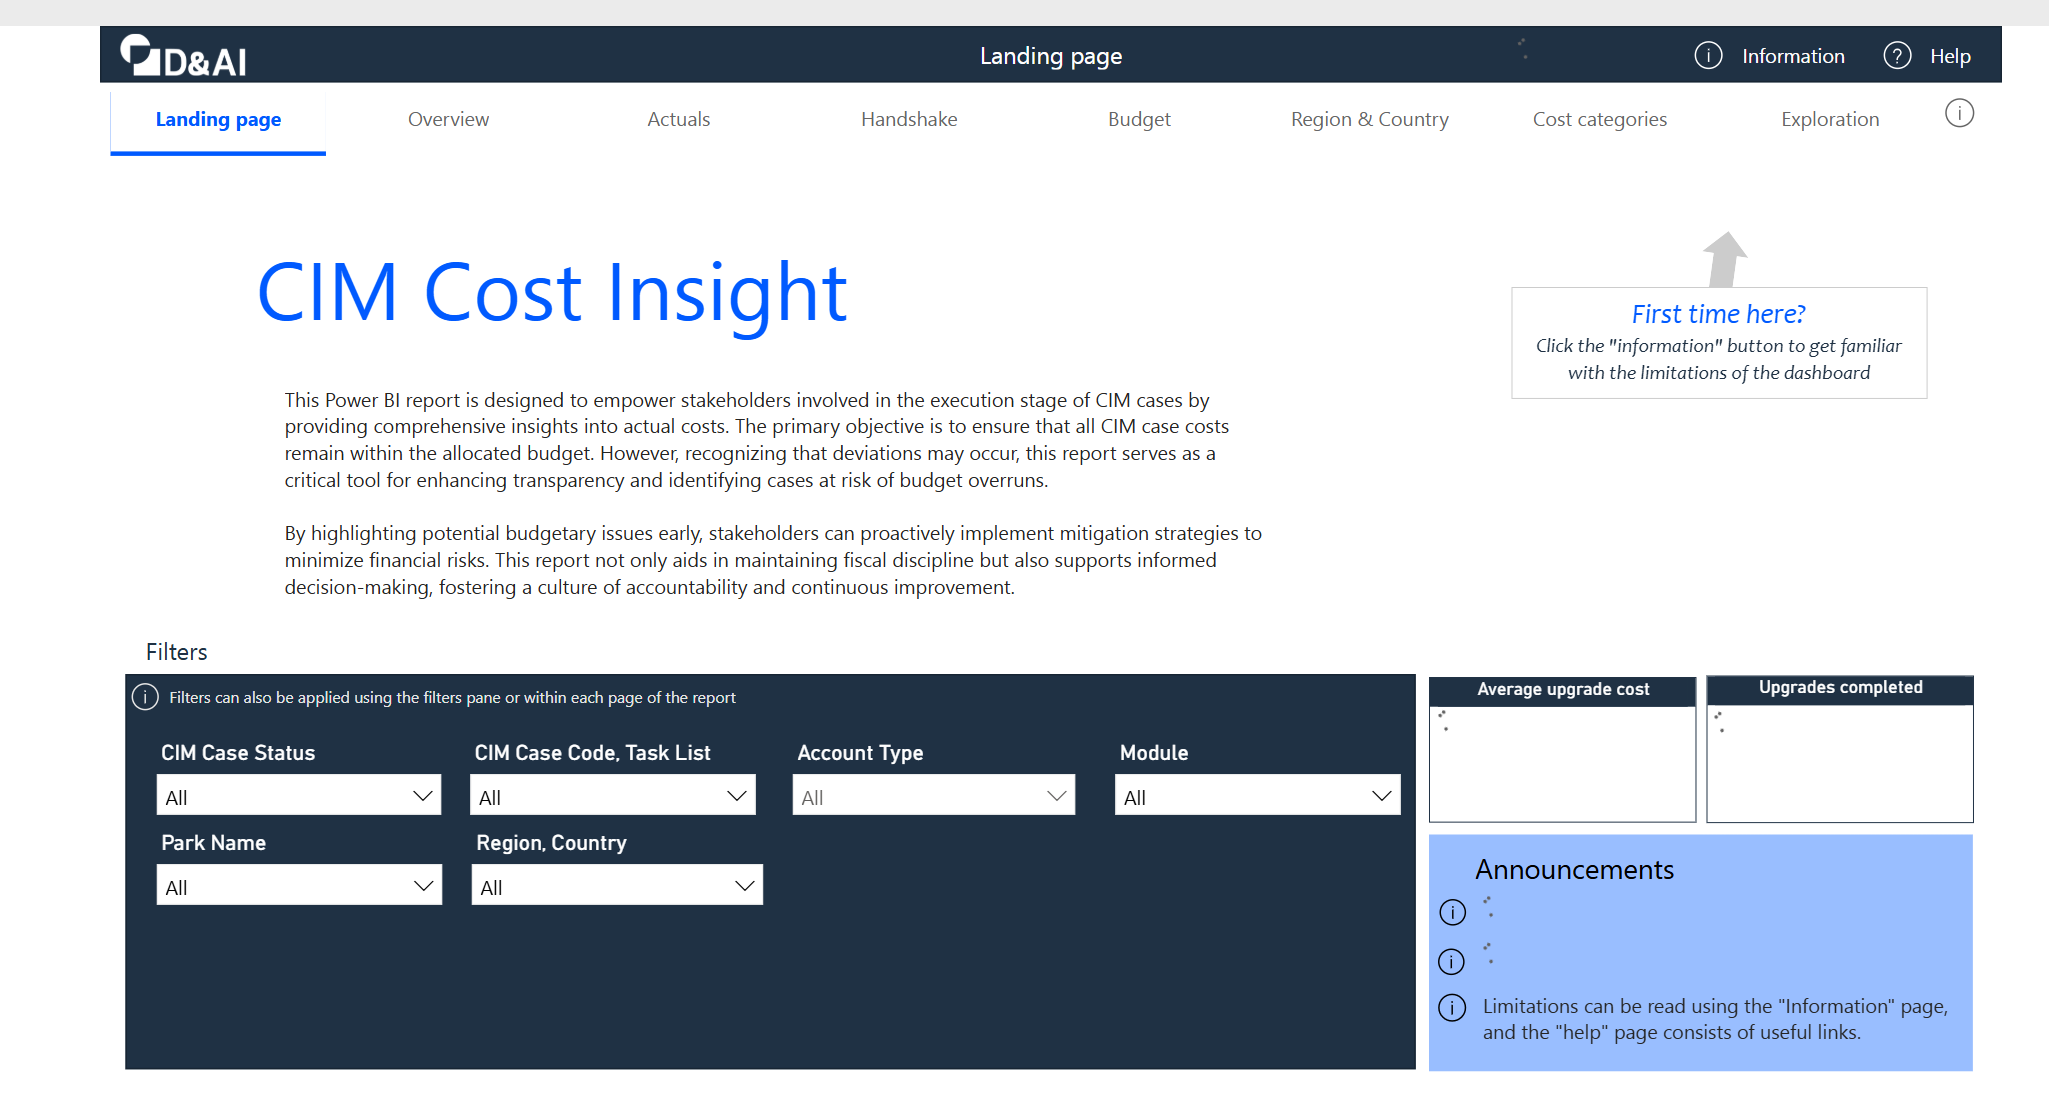 D&AI
Landing page
Information
Help
Landing page
Overview
Actuals
Handshake
Budget
Region & Country
Cost categories
Exploration
CIM Cost Insight
First time here?
Click the "information" button to get familiar
with the limitations of the dashboard
This Power BI report is designed to empower stakeholders involved in the execution stage of CIM cases by
providing comprehensive insights into actual costs. The primary objective is to ensure that all CIM case costs
remain within the allocated budget. However, recognizing that deviations may occur, this report serves as a
critical tool for enhancing transparency and identifying cases at risk of budget overruns.
By highlighting potential budgetary issues early, stakeholders can proactively implement mitigation strategies to
minimize financial risks. This report not only aids in maintaining fiscal discipline but also supports informed
decision-making, fostering a culture of accountability and continuous improvement.
Filters
Filters can also be applied using the filters pane or within each page of the report
CIM Case Status
CIM Case Code, Task List
Account Type
Module
All
All
All
All
Park Name
Region, Country
All
All
Average upgrade cost
Upgrades completed
Announcements
Limitations can be read using the "Information" page,
and the "help" page consists of useful links.